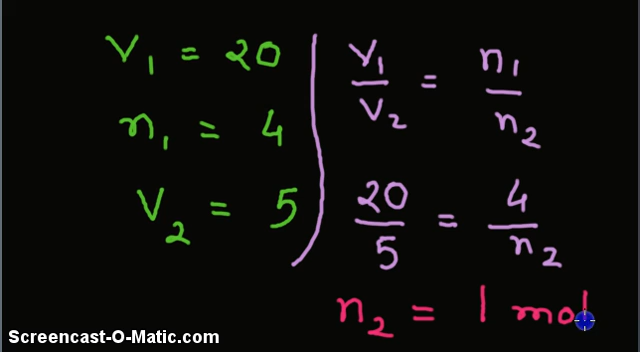 V₁ = 20
n₁ = 4
V₂ = 5
V₁/V₂ = n₁/n₂
20/5 = 4/n₂
n₂ = 1 mol
Screencast-O-Matic.com